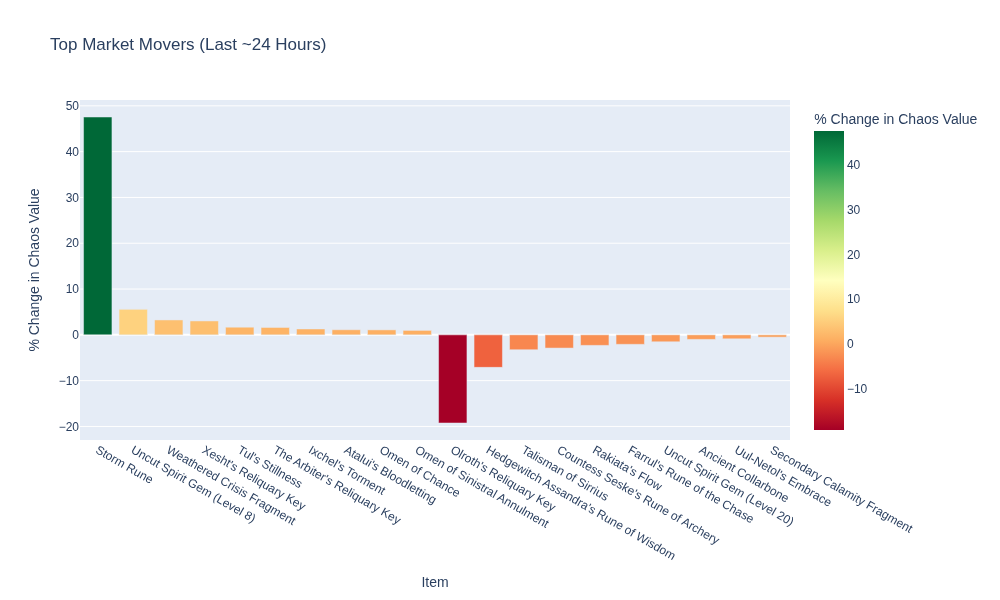 Top Market Movers (Last ~24 Hours)
% Change in Chaos Value
50
40
30
20
10
0
−10
−20
% Change in Chaos Value
40
30
20
10
0
−10
Storm Rune
Uncut Spirit Gem (Level 8)
Weathered Crisis Fragment
Xesht's Reliquary Key
Tul's Stillness
The Arbiter's Reliquary Key
Ixchel's Torment
Atalui's Bloodletting
Omen of Chance
Omen of Sinistral Annulment
Olroth's Reliquary Key
Hedgewitch Assandra's Rune of Wisdom
Talisman of Sirrius
Countess Seske's Rune of Archery
Rakiata's Flow
Farrul's Rune of the Chase
Uncut Spirit Gem (Level 20)
Ancient Collarbone
Uul-Netol's Embrace
Secondary Calamity Fragment
Item